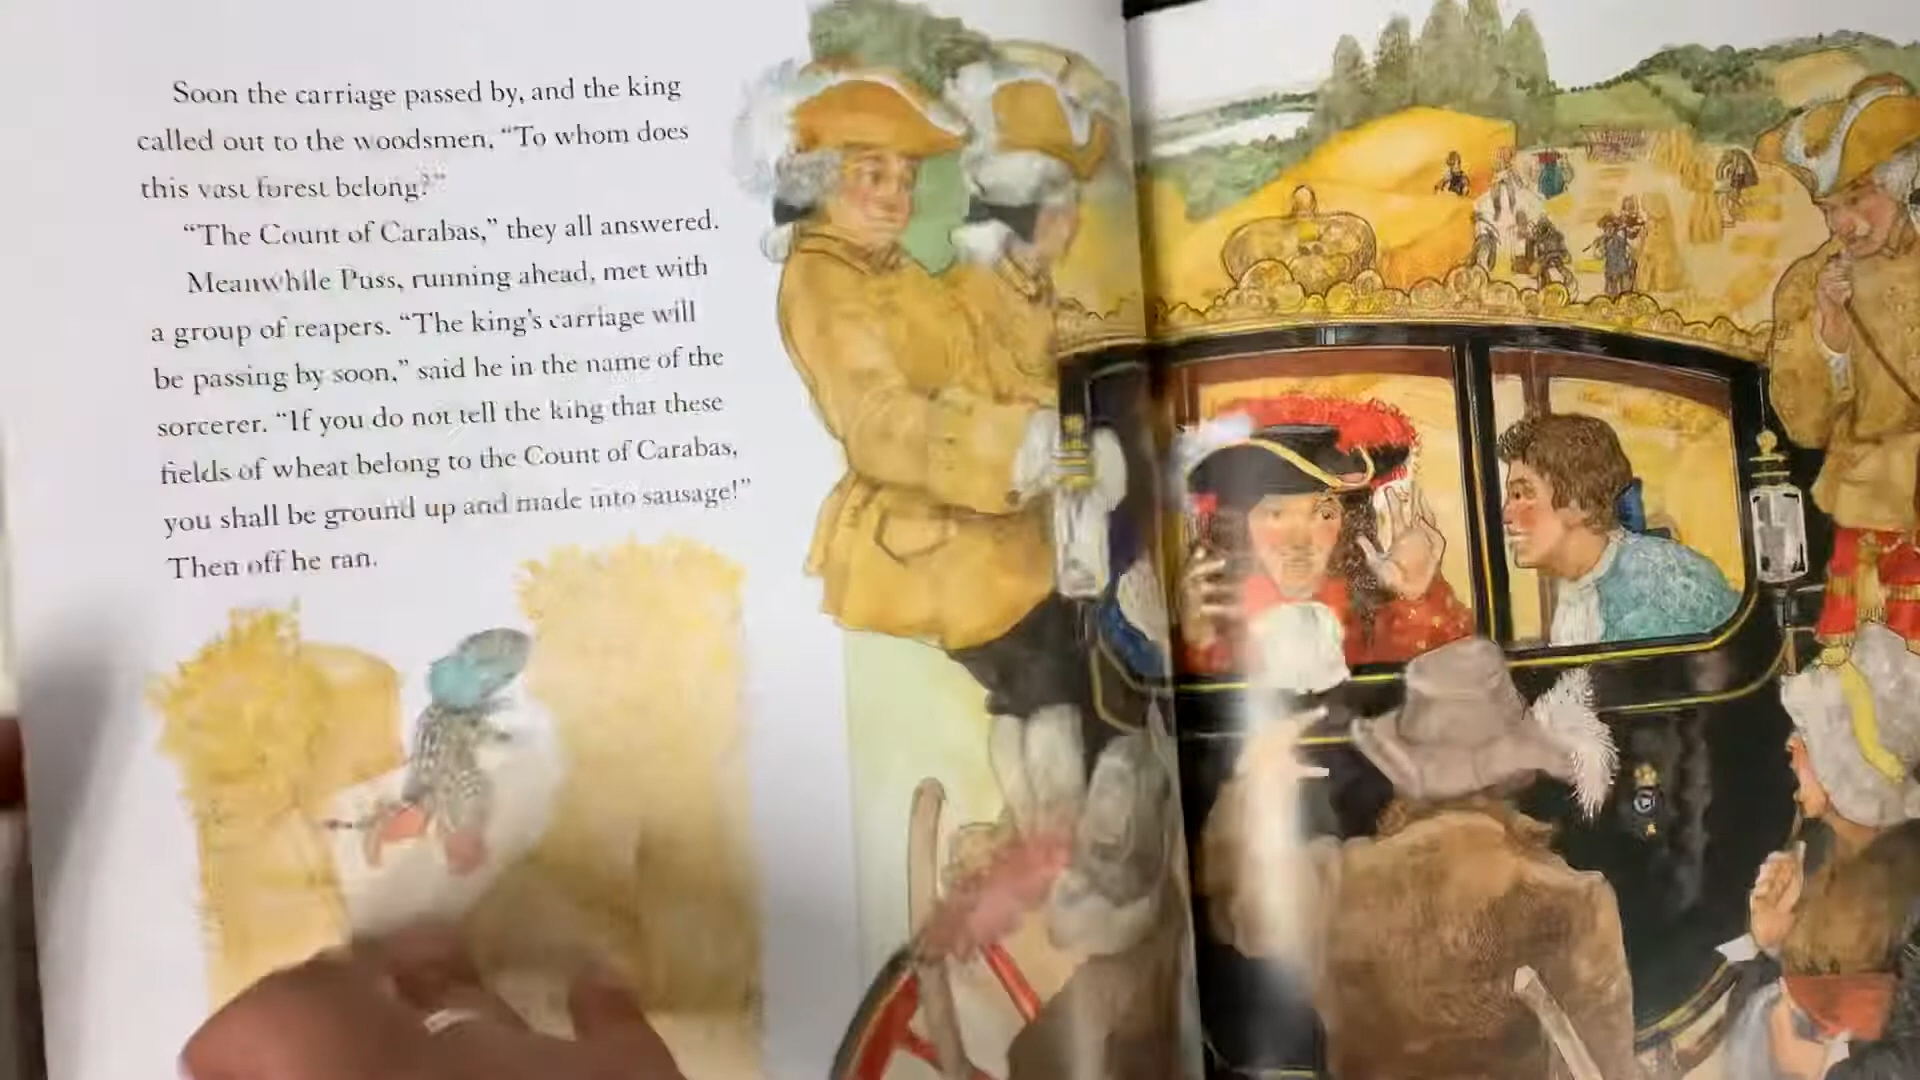 Soon the carriage passed by, and the king
called out to the woodsmen, “To whom does
this vast forest belong?”
“The Count of Carabas,” they all answered.
Meanwhile Puss, running ahead, met with
a group of reapers. “The king's carriage will
be passing by soon,” said he in the name of the
sorcerer. “If you do not tell the king that these
fields of wheat belong to the Count of Carabas,
you shall be ground up and made into sausage!”
Then off he ran.